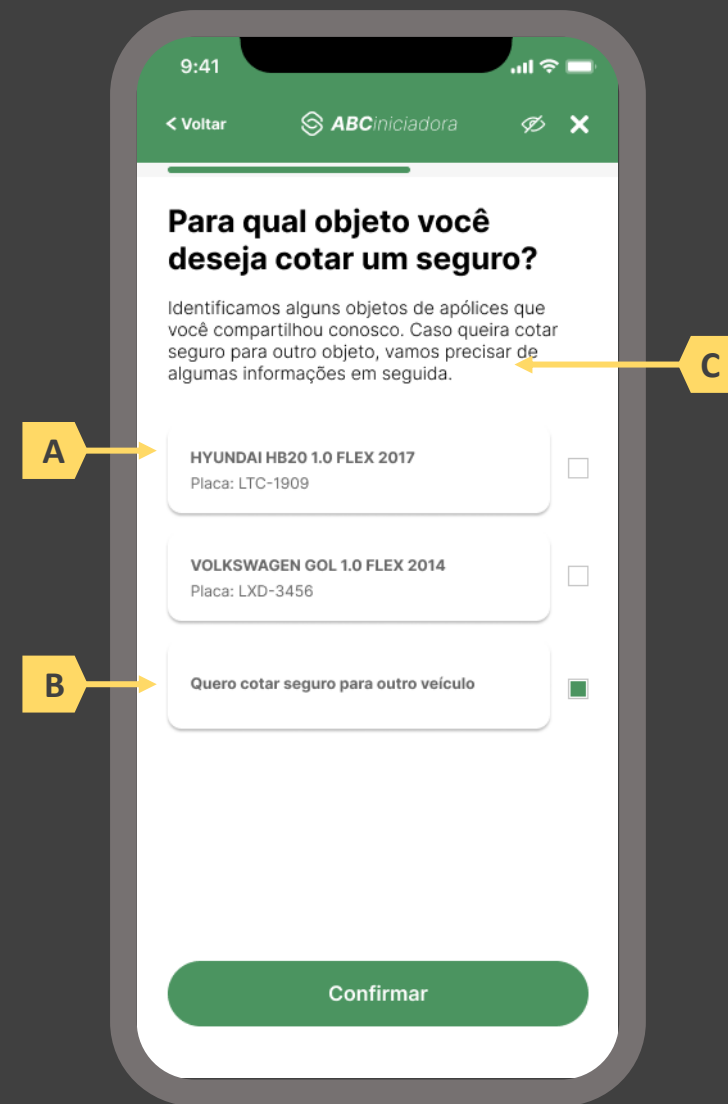 9:41
< Voltar
ABCiniciadora
Para qual objeto você
deseja cotar um seguro?
Identificamos alguns objetos de apólices que
você compartilhou conosco. Caso queira cotar
seguro para outro objeto, vamos precisar de
algumas informações em seguida.
C
A
HYUNDAI HB20 1.0 FLEX 2017
Placa: LTC-1909
VOLKSWAGEN GOL 1.0 FLEX 2014
Placa: LXD-3456
B
Quero cotar seguro para outro veículo
Confirmar